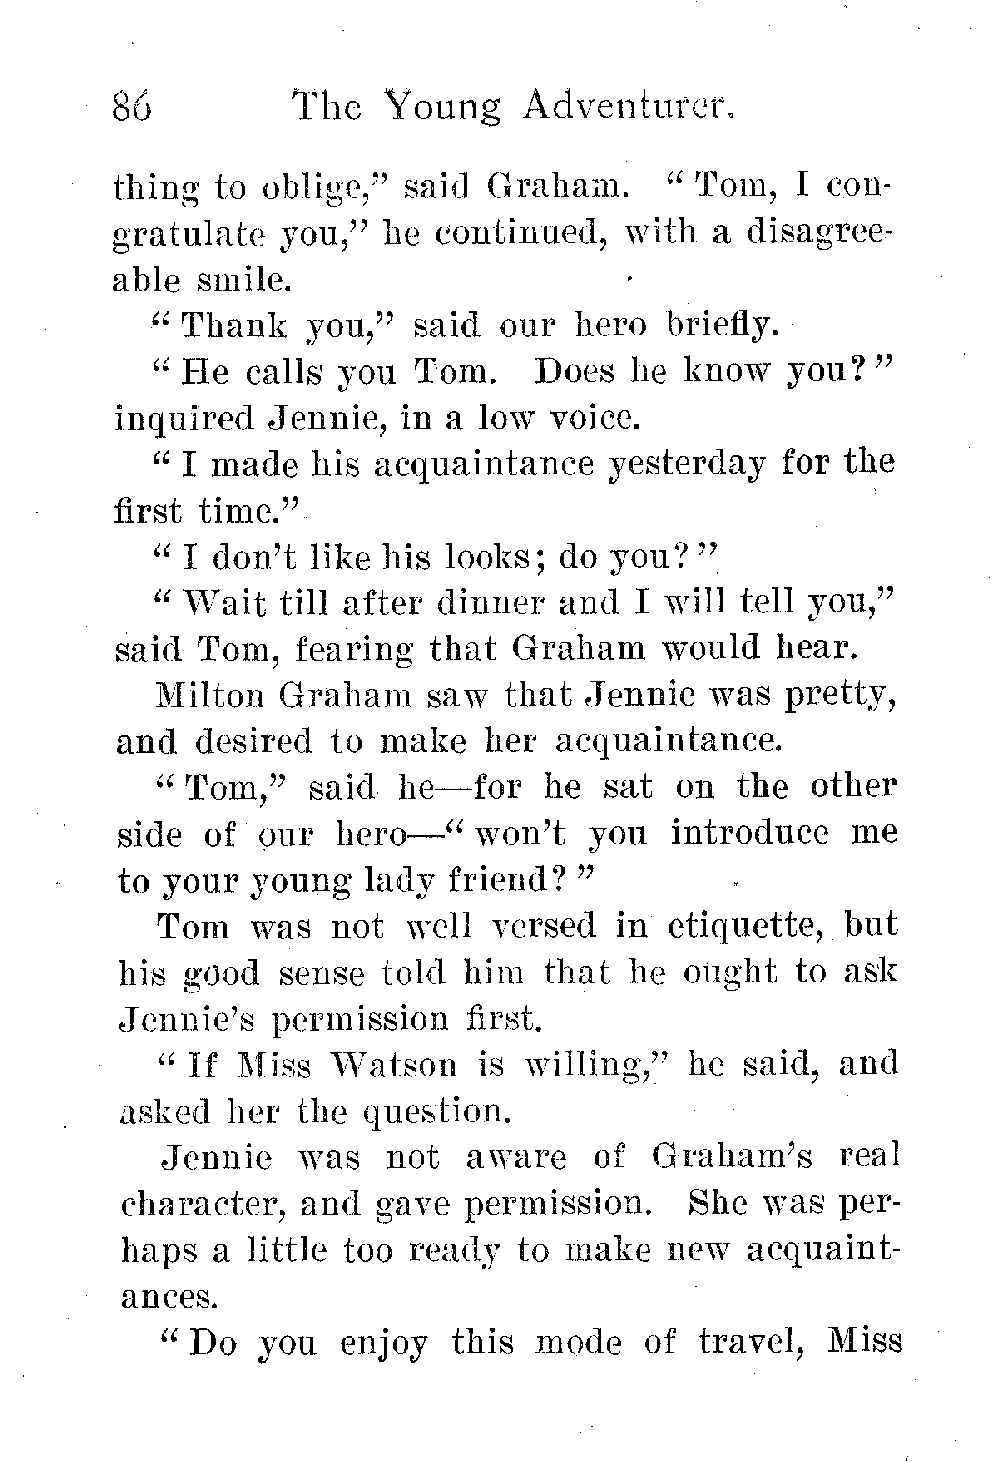 86 The Young Adventurer.
thing to oblige," said Graham. "Tom, I con-
gratulate you," he continued, with a disagree-
able smile.
"Thank you," said our hero briefly.
"He calls you Tom. Does he know you?"
inquired Jennie, in a low voice.
"I made his acquaintance yesterday for the
first time."
"I don't like his looks; do you?"
"Wait till after dinner and I will tell you,"
said Tom, fearing that Graham would hear.
Milton Graham saw that Jennie was pretty,
and desired to make her acquaintance.
"Tom," said he—for he sat on the other
side of our hero—"won't you introduce me
to your young lady friend?"
Tom was not well versed in etiquette, but
his good sense told him that he ought to ask
Jennie's permission first.
"If Miss Watson is willing," he said, and
asked her the question.
Jennie was not aware of Graham's real
character, and gave permission. She was per-
haps a little too ready to make new acquaint-
ances.
"Do you enjoy this mode of travel, Miss